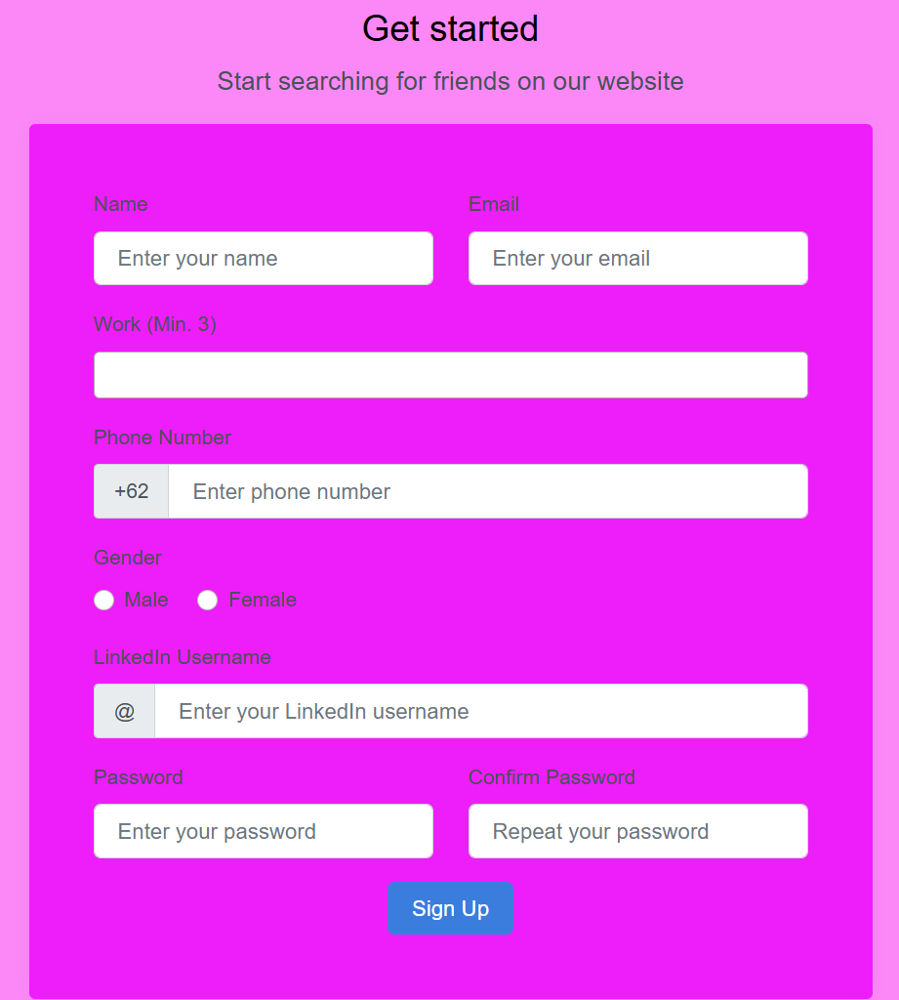 Get started
Start searching for friends on our website
Name Email
Enter your name Enter your email
Work (Min. 3)
Phone Number
+62 Enter phone number
Gender
Male Female
LinkedIn Username
@ Enter your LinkedIn username
Password Confirm Password
Enter your password Repeat your password
Sign Up